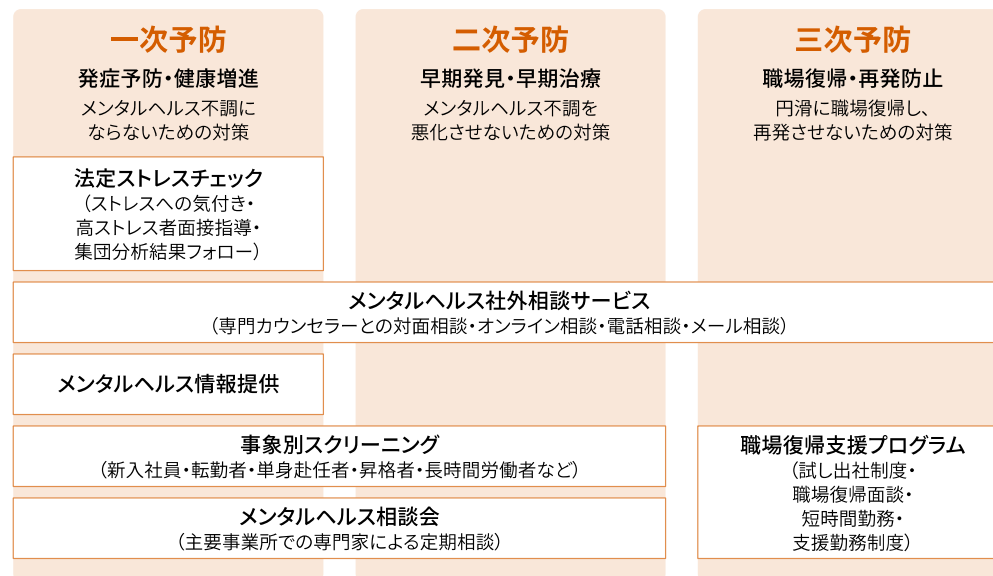 一次予防
発症予防・健康増進
メンタルヘルス不調に
ならないための対策
二次予防
早期発見・早期治療
メンタルヘルス不調を
悪化させないための対策
三次予防
職場復帰・再発防止
円滑に職場復帰し、
再発させないための対策
法定ストレスチェック
（ストレスへの気付き・
高ストレス者面接指導・
集団分析結果フォロー）
メンタルヘルス社外相談サービス
（専門カウンセラーとの対面相談・オンライン相談・電話相談・メール相談）
メンタルヘルス情報提供
事象別スクリーニング
（新入社員・転勤者・単身赴任者・昇格者・長時間労働者など）
メンタルヘルス相談会
（主要事業所での専門家による定期相談）
職場復帰支援プログラム
（試し出社制度・
職場復帰面談・
短時間勤務・
支援勤務制度）